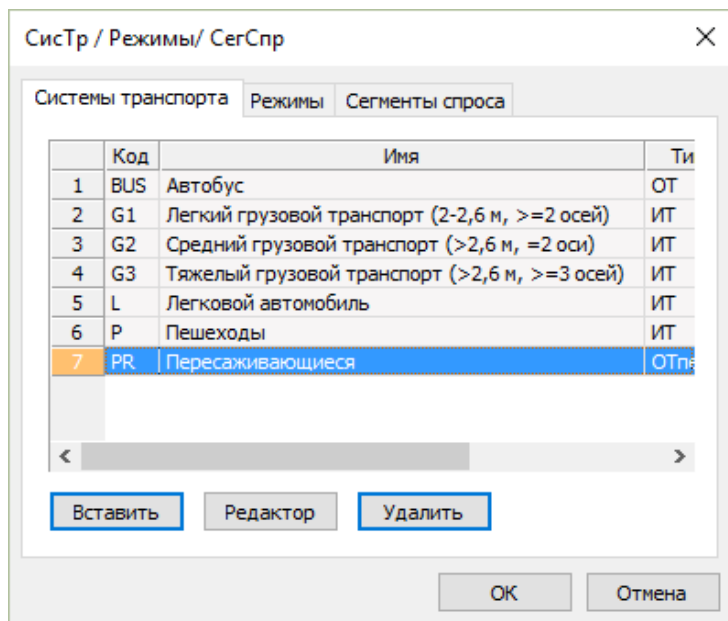 СисТр / Режимы/ СегСпр
Системы транспорта Режимы Сегменты спроса
Код Имя Ти
1 BUS Автобус ОТ
2 G1 Легкий грузовой транспорт (2-2,6 м, >=2 осей) ИТ
3 G2 Средний грузовой транспорт (>2,6 м, =2 оси) ИТ
4 G3 Тяжелый грузовой транспорт (>2,6 м, >=3 осей) ИТ
5 L Легковой автомобиль ИТ
6 P Пешеходы ИТ
7 PR Пересаживающиеся ОТпе
Вставить Редактор Удалить
ОК Отмена